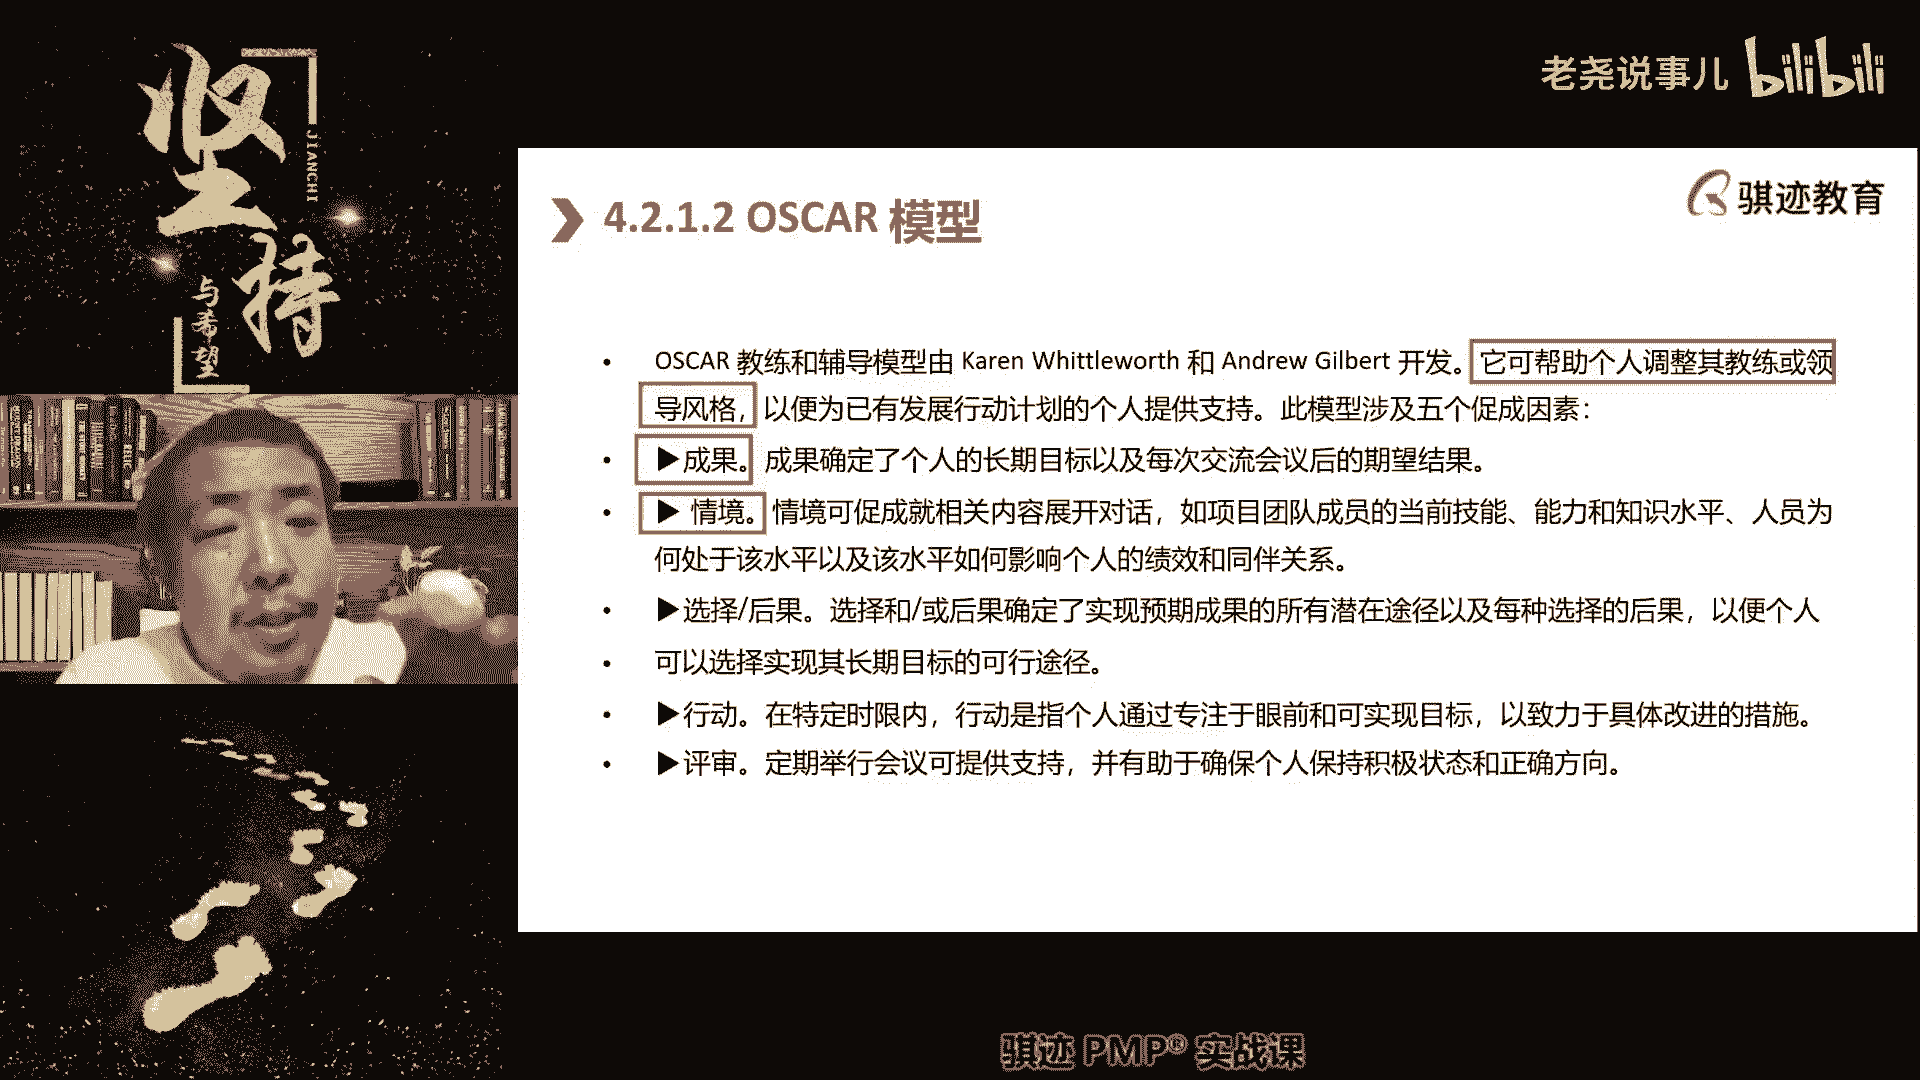 坚持
JIANCHI
与希望
老尧说事儿 bilibili
骐迹教育
4.2.1.2 OSCAR 模型
• OSCAR 教练和辅导模型由 Karen Whittleworth 和 Andrew Gilbert 开发。它可帮助个人调整其教练或领
导风格，以便为已有发展行动计划的个人提供支持。此模型涉及五个促成因素：
• ▶成果。成果确定了个人的长期目标以及每次交流会议后的期望结果。
• ▶ 情境。情境可促成就相关内容展开对话，如项目团队成员的当前技能、能力和知识水平、人员为
何处于该水平以及该水平如何影响个人的绩效和同伴关系。
• ▶选择/后果。选择和/或后果确定了实现预期成果的所有潜在途径以及每种选择的后果，以便个人
• 可以选择实现其长期目标的可行途径。
• ▶行动。在特定时限内，行动是指个人通过专注于眼前和可实现目标，以致力于具体改进的措施。
• ▶评审。定期举行会议可提供支持，并有助于确保个人保持积极状态和正确方向。
骐迹 PMP® 实战课